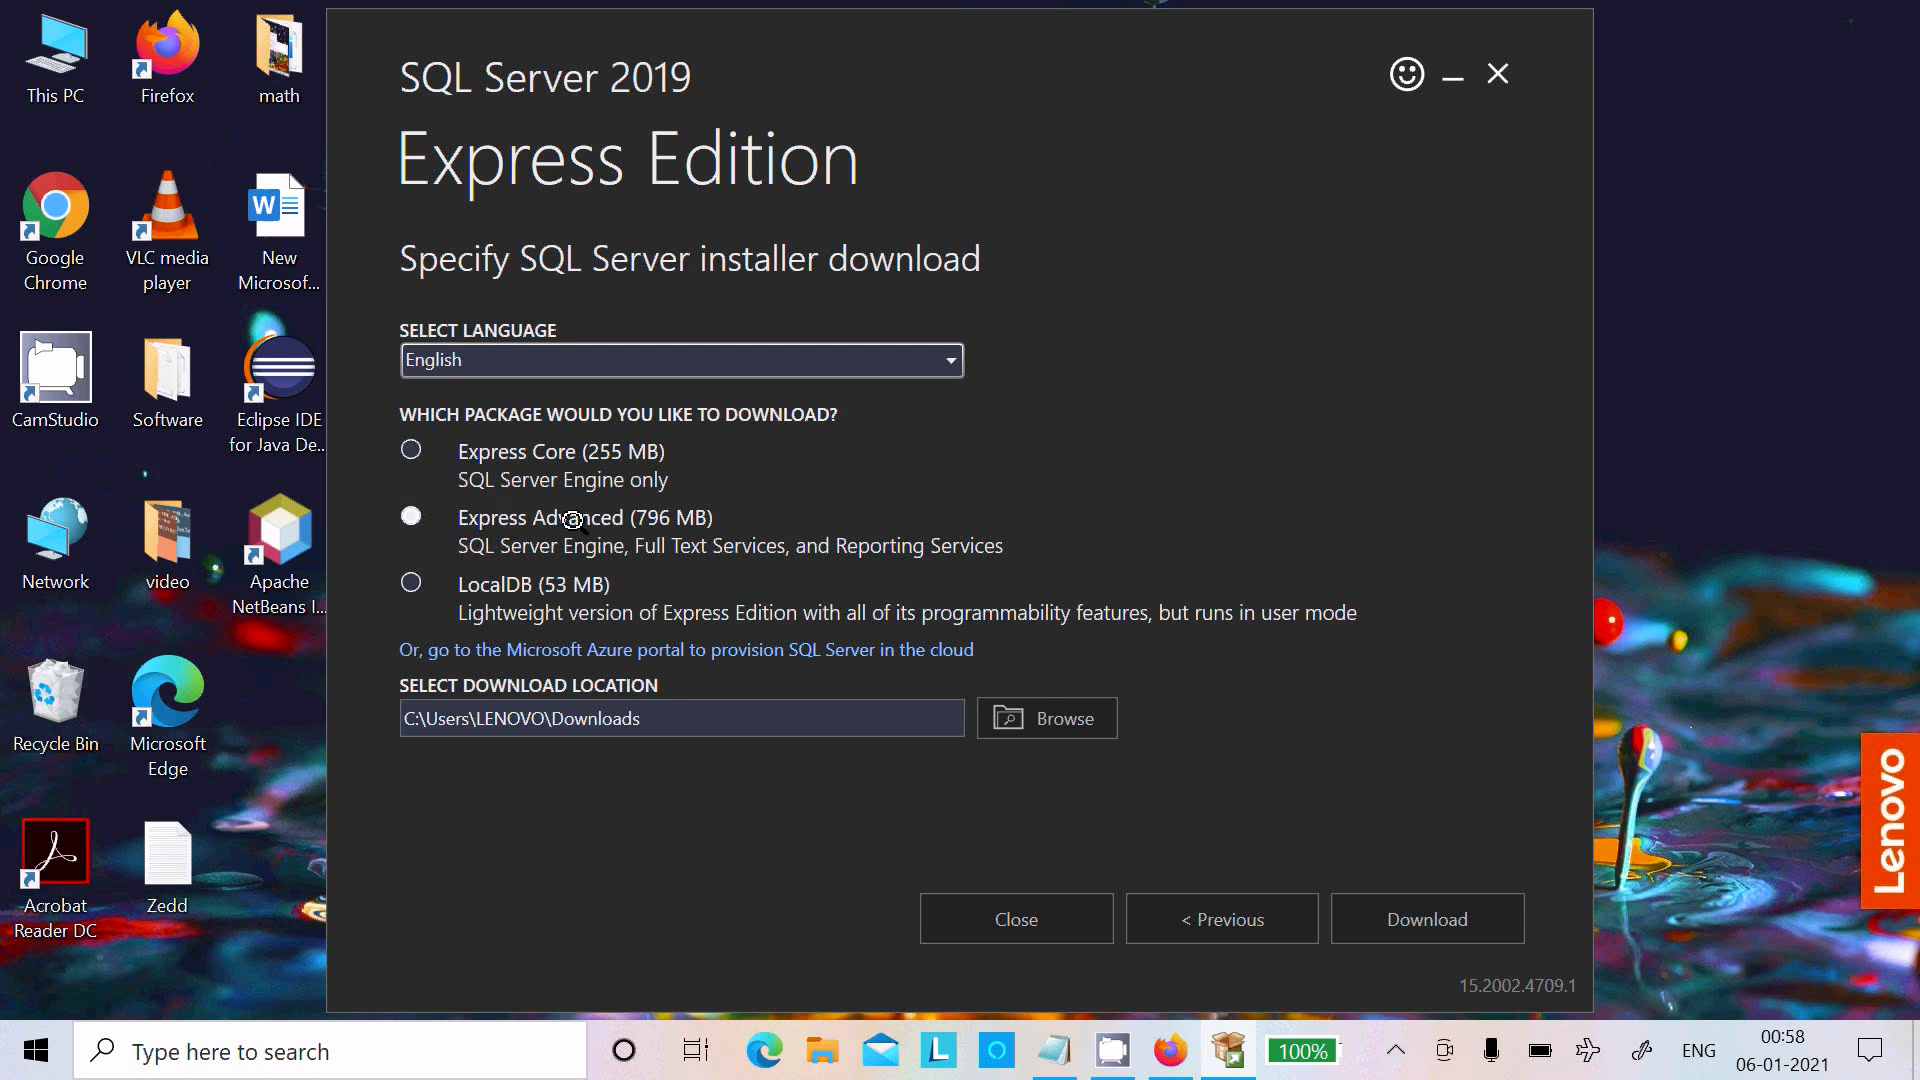 This PC
Firefox
math
Google
Chrome
VLC media
player
New
Microsof...
CamStudio
Software
Eclipse IDE
for Java De...
Network
video
Apache
NetBeans I...
Recycle Bin
Microsoft
Edge
Acrobat
Reader DC
Zedd
SQL Server 2019
Express Edition
Specify SQL Server installer download
SELECT LANGUAGE
English
WHICH PACKAGE WOULD YOU LIKE TO DOWNLOAD?
Express Core (255 MB)
SQL Server Engine only
Express Advanced (796 MB)
SQL Server Engine, Full Text Services, and Reporting Services
LocalDB (53 MB)
Lightweight version of Express Edition with all of its programmability features, but runs in user mode
Or, go to the Microsoft Azure portal to provision SQL Server in the cloud
SELECT DOWNLOAD LOCATION
C:\Users\LENOVO\Downloads
Browse
Close
< Previous
Download
15.2002.4709.1
Lenovo
Type here to search
100%
ENG
00:58
06-01-2021